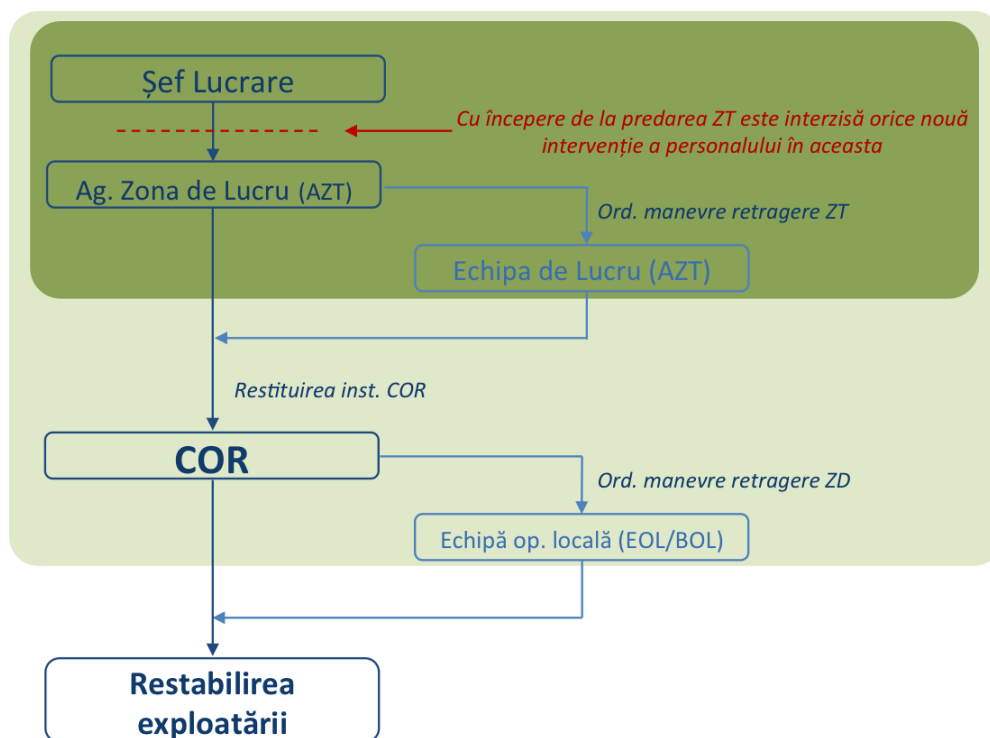 Șef Lucrare
Cu începere de la predarea ZT este interzisă orice nouă
intervenție a personalului în aceasta
Ag. Zona de Lucru (AZT)
Ord. manevre retragere ZT
Echipa de Lucru (AZT)
Restituirea inst. COR
COR
Ord. manevre retragere ZD
Echipă op. locală (EOL/BOL)
Restabilirea
exploatării